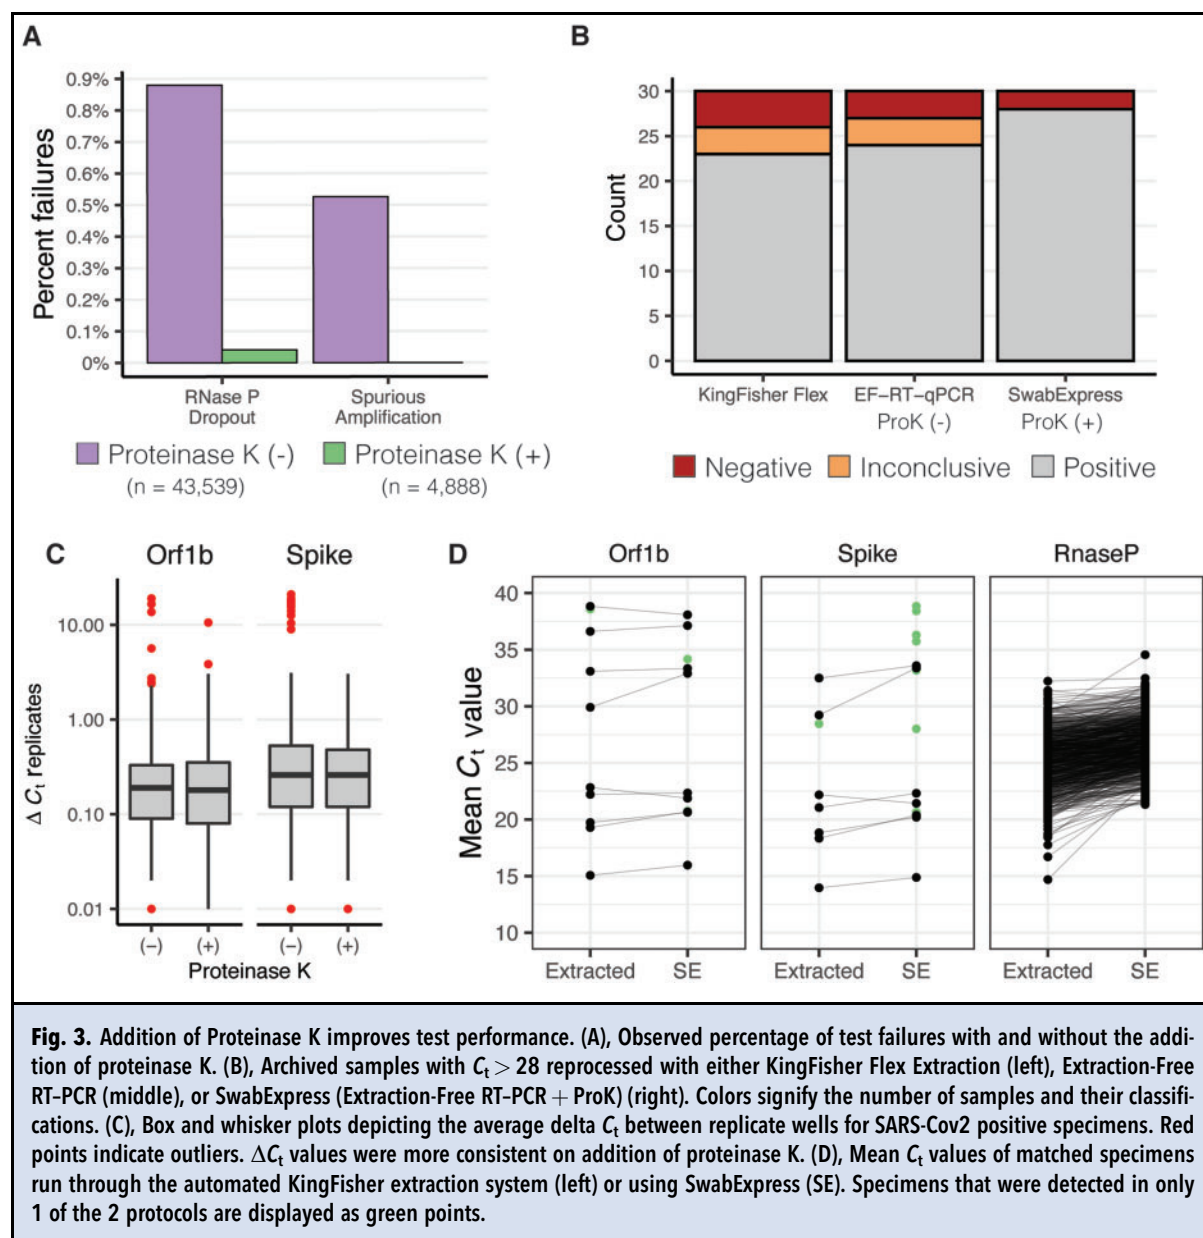 A
0.9%
0.8%
0.7%
0.6%
0.5%
0.4%
0.3%
0.2%
0.1%
0%
Percent failures
RNase P
Dropout
Spurious
Amplification
Proteinase K (-)
(n = 43,539)
Proteinase K (+)
(n = 4,888)
B
30
25
20
15
10
5
0
Count
KingFisher Flex
EF−RT−qPCR
ProK (-)
SwabExpress
ProK (+)
Negative
Inconclusive
Positive
C
Orf1b
Spike
10.00
1.00
0.10
0.01
Δ Ct replicates
(−)
(+)
(−)
(+)
Proteinase K
D
Orf1b
Spike
RnaseP
40
35
30
25
20
15
10
Mean Ct value
Extracted
SE
Extracted
SE
Extracted
SE
Fig. 3. Addition of Proteinase K improves test performance. (A), Observed percentage of test failures with and without the addi-
tion of proteinase K. (B), Archived samples with Ct > 28 reprocessed with either KingFisher Flex Extraction (left), Extraction-Free
RT–PCR (middle), or SwabExpress (Extraction-Free RT–PCR + ProK) (right). Colors signify the number of samples and their classifi-
cations. (C), Box and whisker plots depicting the average delta Ct between replicate wells for SARS-Cov2 positive specimens. Red
points indicate outliers. ΔCt values were more consistent on addition of proteinase K. (D), Mean Ct values of matched specimens
run through the automated KingFisher extraction system (left) or using SwabExpress (SE). Specimens that were detected in only
1 of the 2 protocols are displayed as green points.